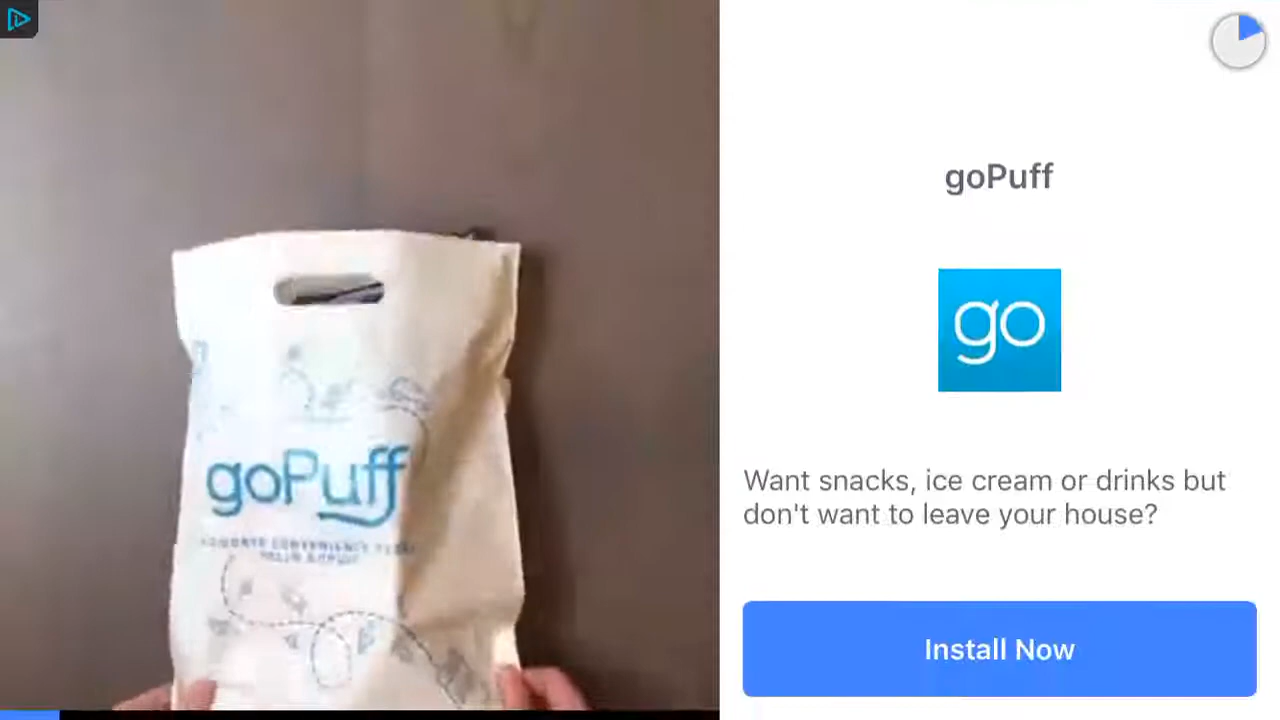 goPuff
goPuff
go
Want snacks, ice cream or drinks but
don't want to leave your house?
Install Now